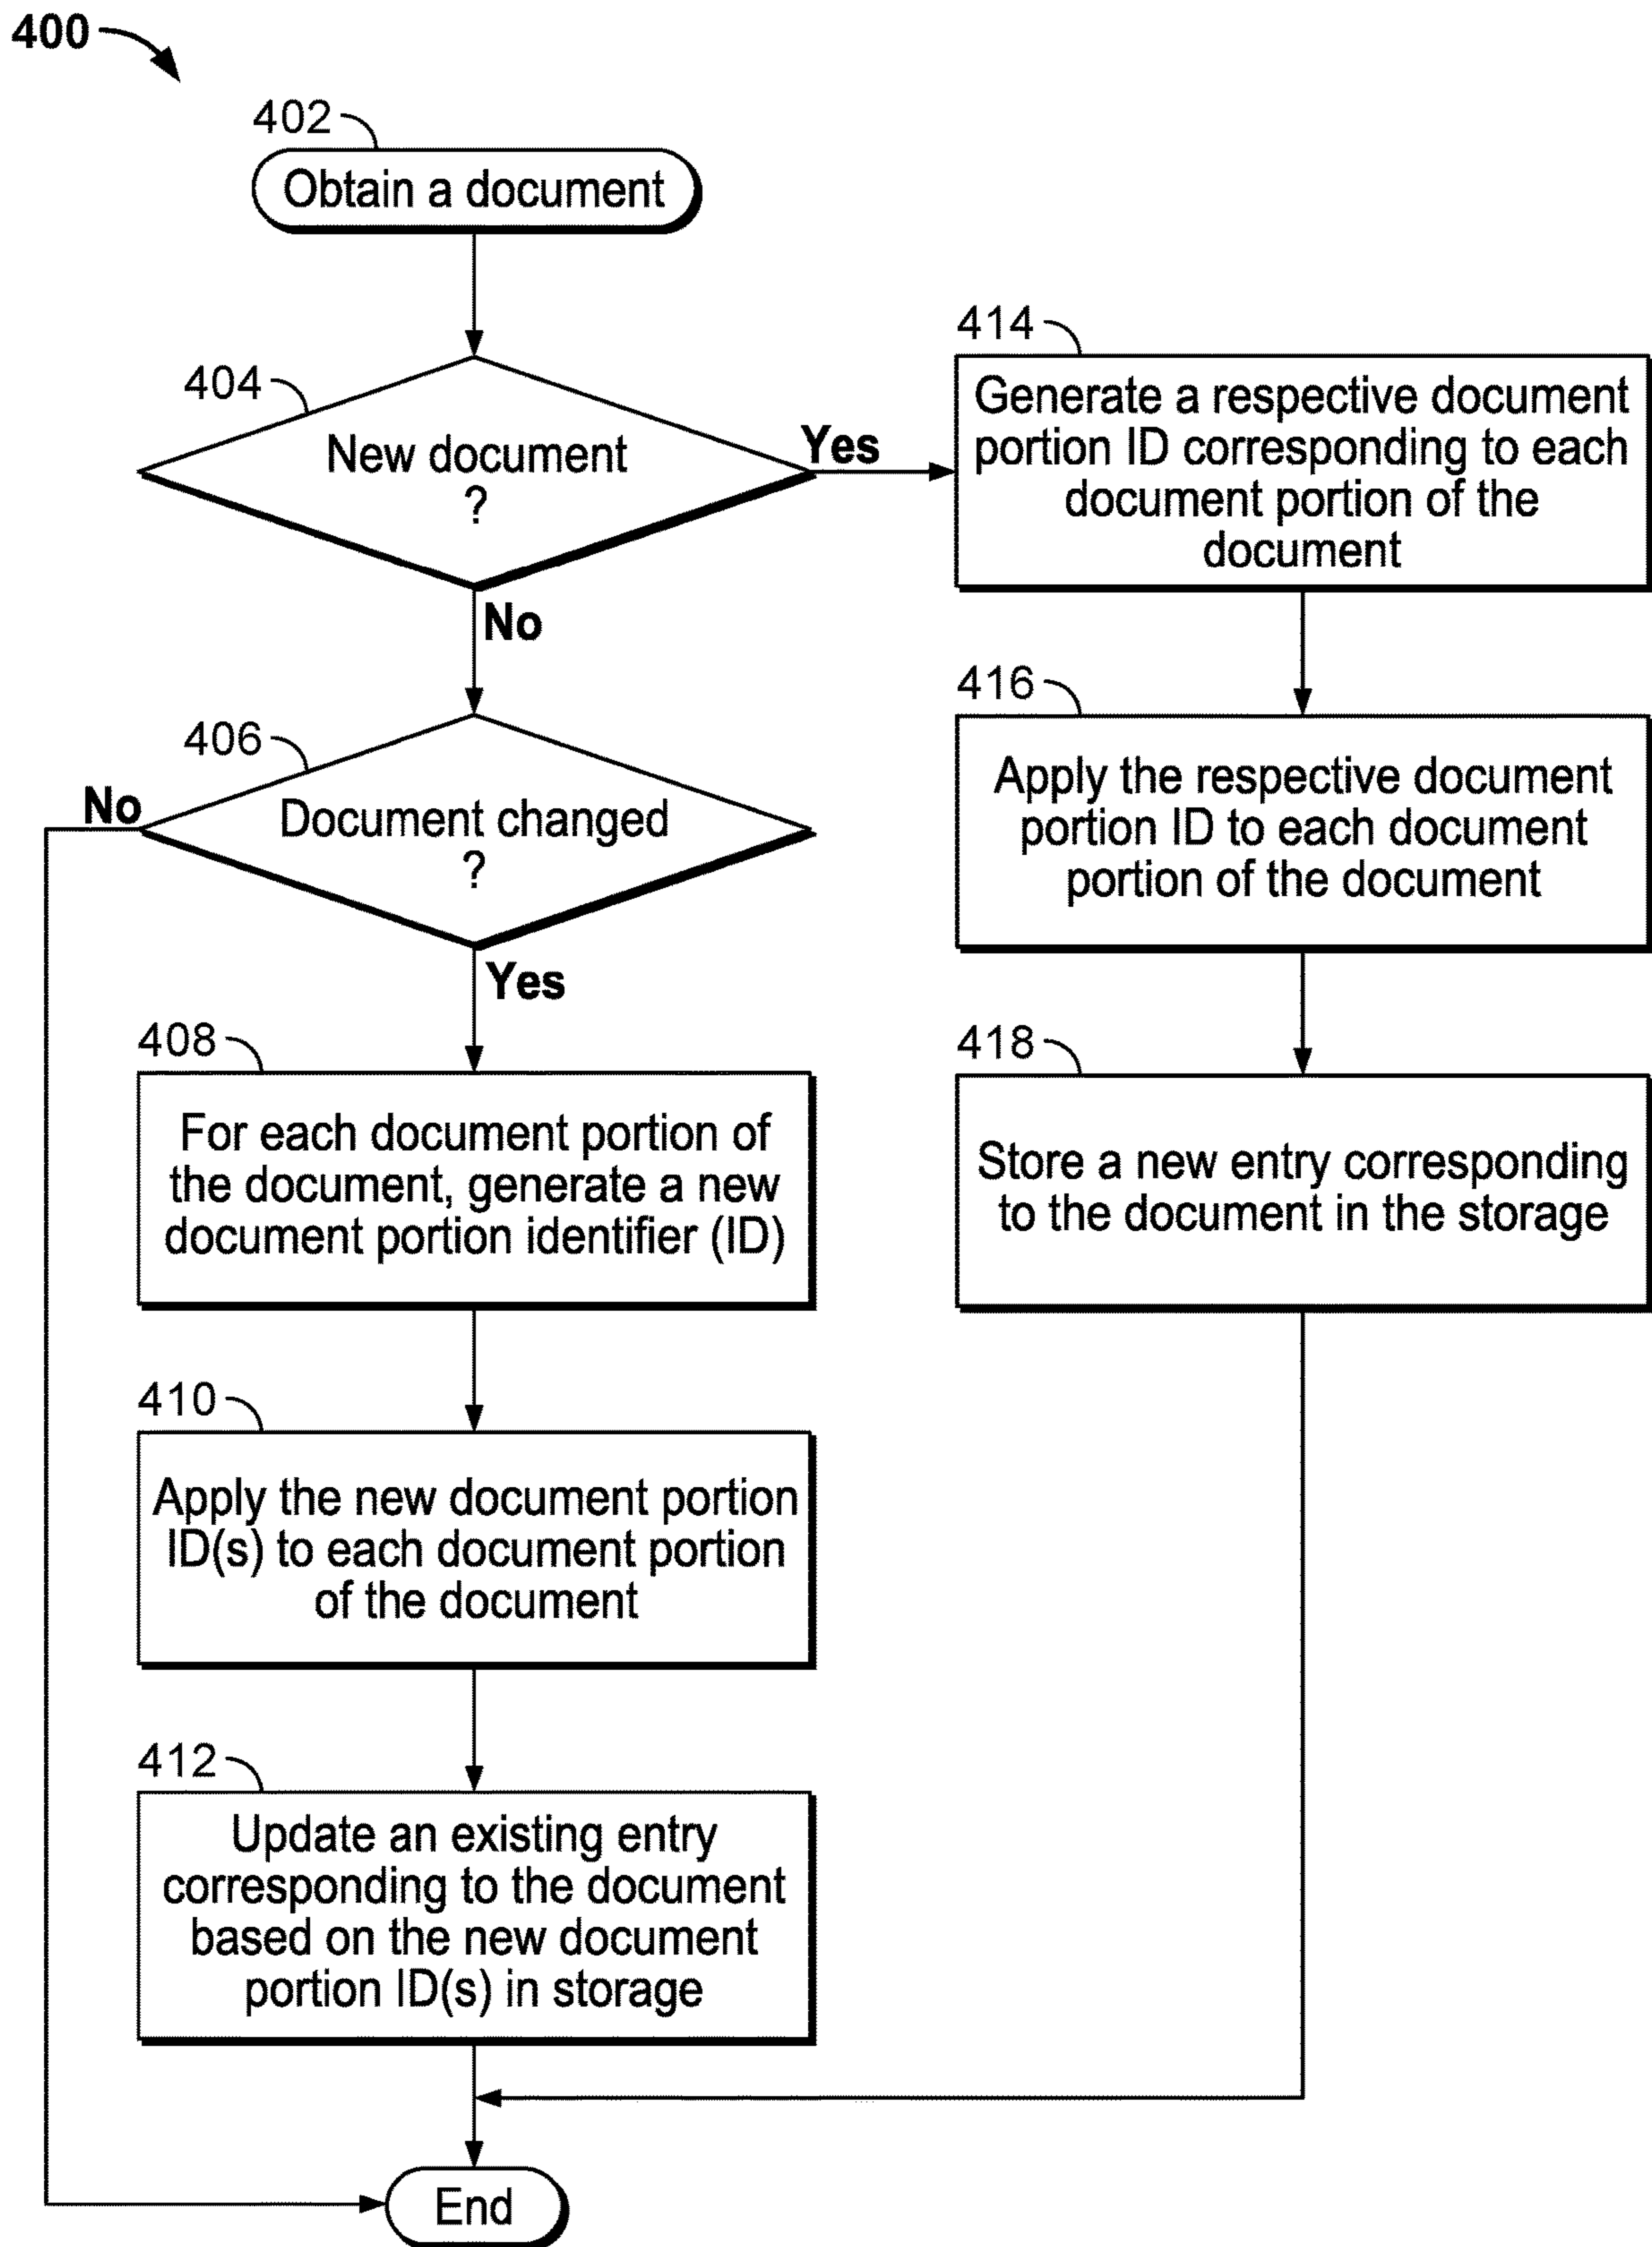 400
402
Obtain a document
404
New document
?
Yes
No
406
Document changed
?
No
Yes
408
For each document portion of
the document, generate a new
document portion identifier (ID)
410
Apply the new document portion
ID(s) to each document portion
of the document
412
Update an existing entry
corresponding to the document
based on the new document
portion ID(s) in storage
414
Generate a respective document
portion ID corresponding to each
document portion of the
document
416
Apply the respective document
portion ID to each document
portion of the document
418
Store a new entry corresponding
to the document in the storage
End